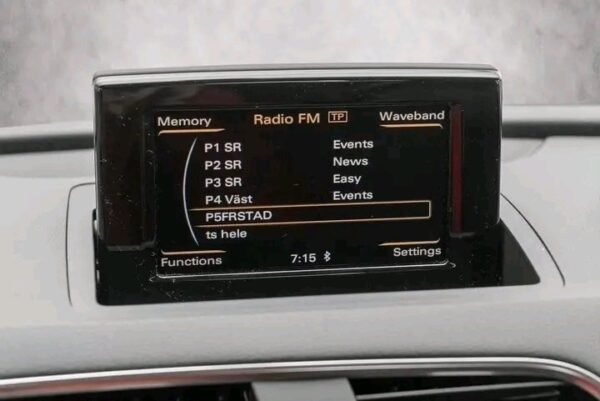 Memory Radio FM TP Waveband
P1 SR Events
P2 SR News
P3 SR Easy
P4 Väst Events
P5FRSTAD
ts hele
Functions 7:15 Settings